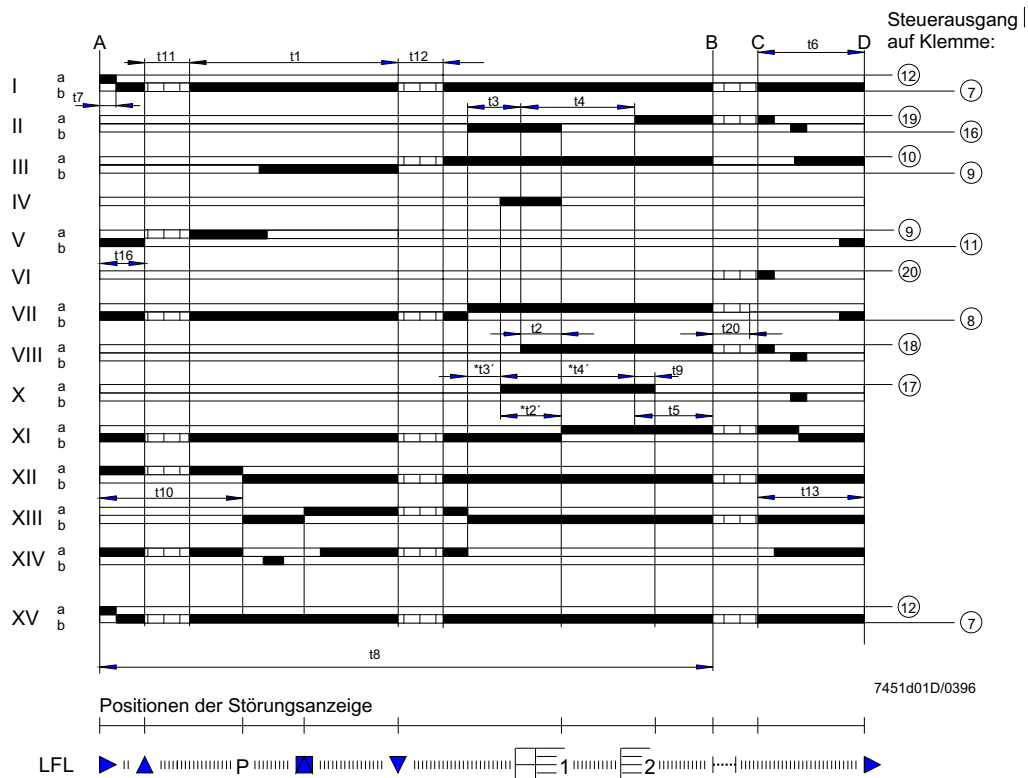 Steuerausgang
auf Klemme:
A B C D
t11 t1 t12 t6
I a b 12 7
t7
t3 t4
II a b 19 16
III a b 10 9
IV
V a b 9 11
t16
VI 20
VII a b 8
t2 t20
VIII a b 18
*t3´ *t4´ t9
X a b 17
*t2´ t5
XI a b
XII a b
t10 t13
XIII a b
XIV a b
XV a b 12 7
t8
7451d01D/0396
Positionen der Störungsanzeige
LFL P 1 2